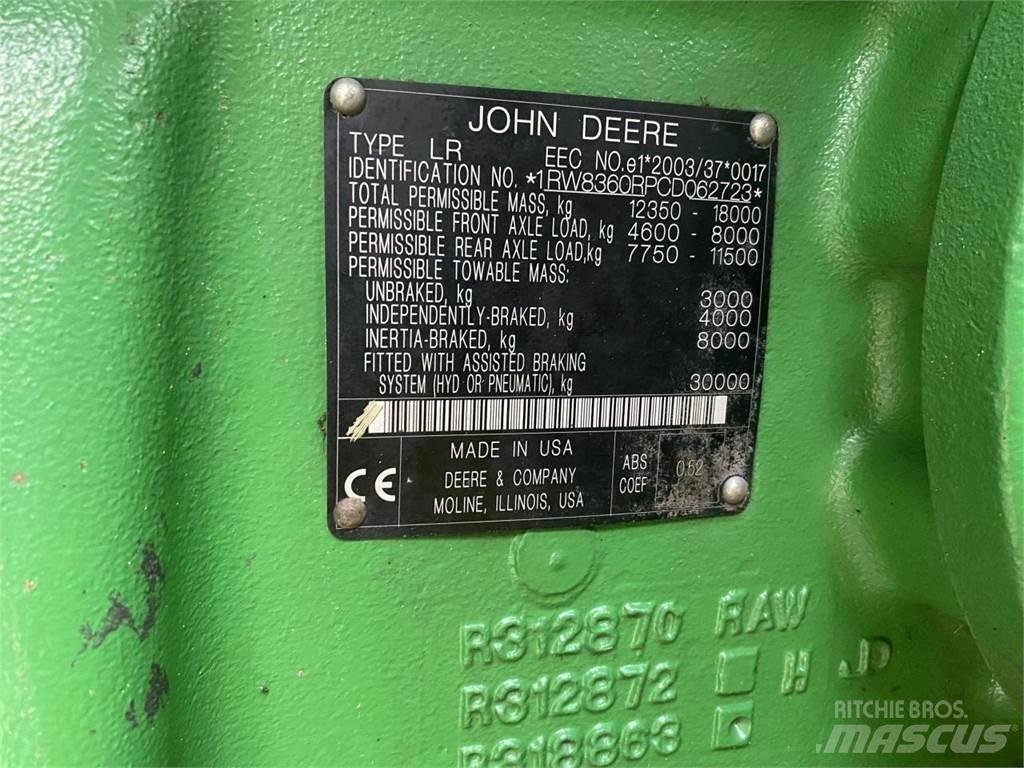 JOHN DEERE
TYPE LR EEC NO.e1*2003/37*0017
IDENTIFICATION NO. *1RW8360RPCD062723*
TOTAL PERMISSIBLE MASS, kg 12350 - 18000
PERMISSIBLE FRONT AXLE LOAD, kg 4600 - 8000
PERMISSIBLE REAR AXLE LOAD,kg 7750 - 11500
PERMISSIBLE TOWABLE MASS:
UNBRAKED, kg 3000
INDEPENDENTLY-BRAKED, kg 4000
INERTIA-BRAKED, kg 8000
FITTED WITH ASSISTED BRAKING
SYSTEM (HYD OR PNEUMATIC), kg 30000
MADE IN USA
DEERE & COMPANY
MOLINE, ILLINOIS, USA
ABS
COEF
CE
R312870 RAW
R312872 H JD
R318863
RITCHIE BROS.
MASCUS